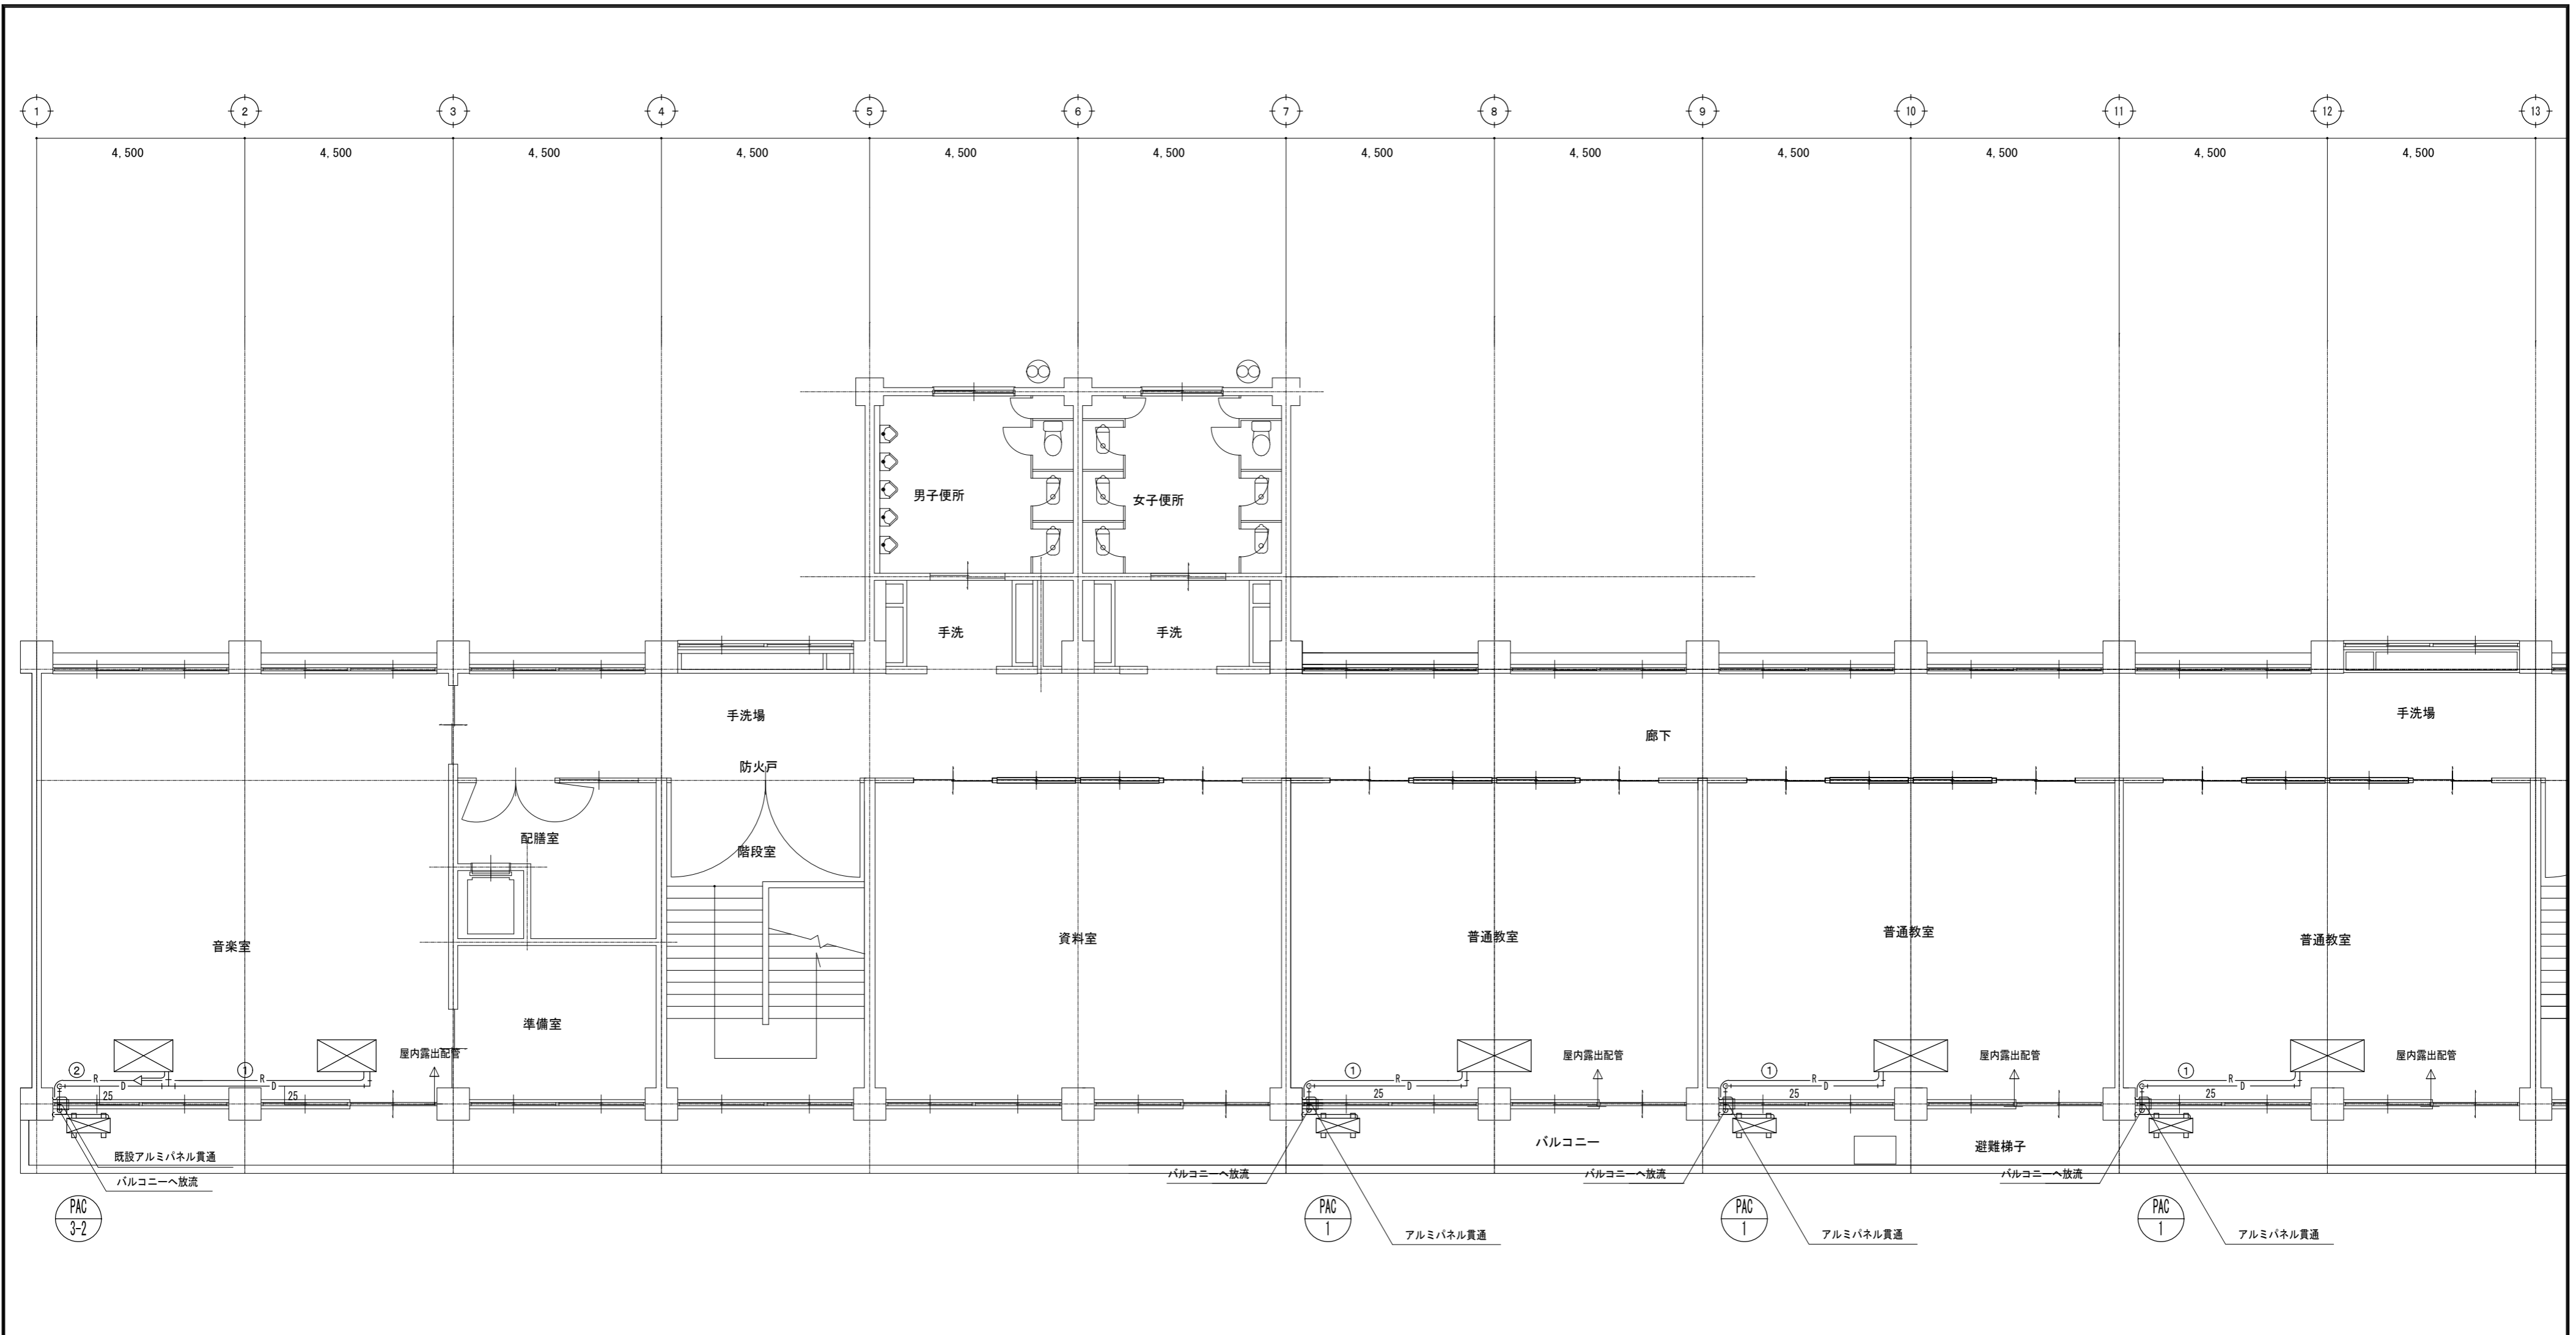 1 2 3 4 5 6 7 8 9 10 11 12 13
4,500 4,500 4,500 4,500 4,500 4,500 4,500 4,500 4,500 4,500 4,500 4,500
男子便所
女子便所
手洗
手洗
手洗場
廊下
手洗場
防火戸
配膳室
階段室
音楽室
資料室
普通教室
普通教室
普通教室
準備室
屋内露出配管
屋内露出配管
屋内露出配管
屋内露出配管
② ① ① ① ①
R R R R R
D D D D D
25 25 25 25 25
バルコニー
避難梯子
既設アルミパネル貫通
バルコニーへ放流
バルコニーへ放流
バルコニーへ放流
バルコニーへ放流
PAC
3-2
PAC
1
PAC
1
PAC
1
アルミパネル貫通
アルミパネル貫通
アルミパネル貫通